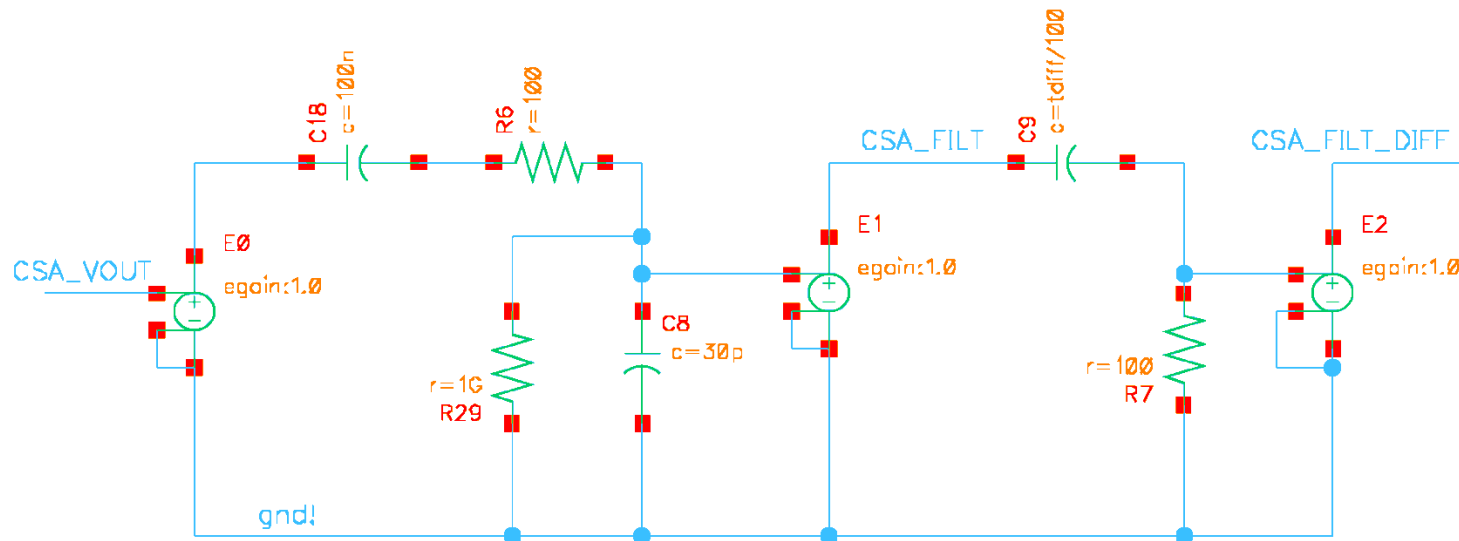 C18
c=100n
R6
r=100
CSA_FILT
C9
c=tdiff/100
CSA_FILT_DIFF
CSA_VOUT
E0
egain:1.0
E1
egain:1.0
E2
egain:1.0
C8
c=30p
r=1G
R29
r=100
R7
gnd!